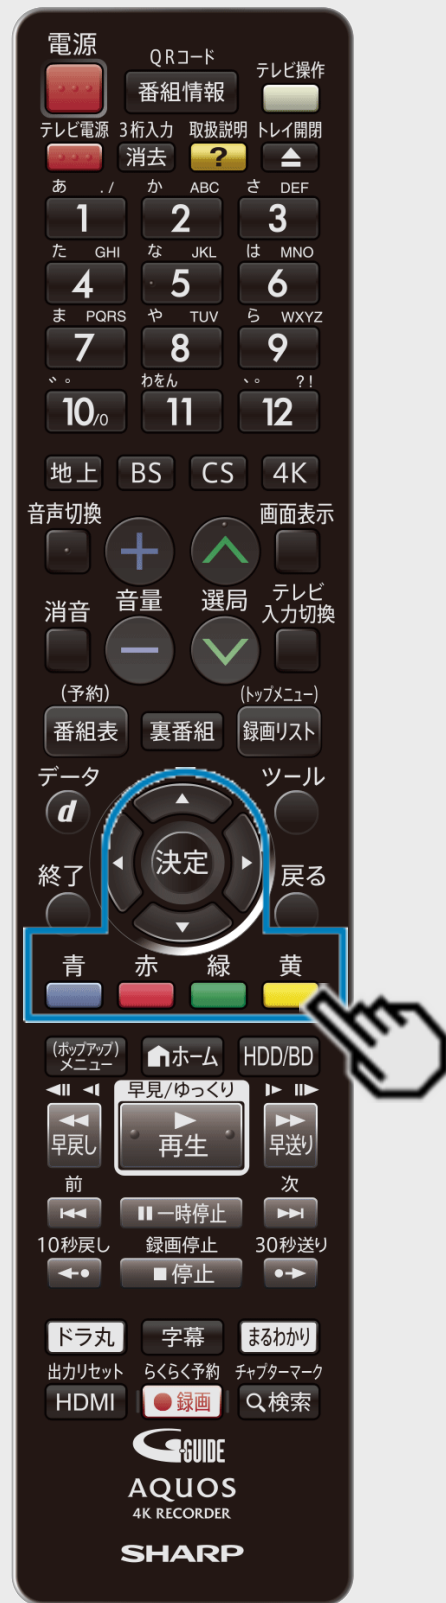 電源
QRコード
番組情報
テレビ操作
テレビ電源 3桁入力 取扱説明 トレイ開閉
消去 ?
あ ./ か ABC さ DEF
1 2 3
た GHI な JKL は MNO
4 5 6
ま PQRS や TUV ら WXYZ
7 8 9
゛゜ わをん 、。 ?!
10/0 11 12
地上 BS CS 4K
音声切換 画面表示
消音 音量 選局 テレビ
入力切換
(予約) (トップメニュー)
番組表 裏番組 録画リスト
データ ツール
d
決定
終了 戻る
青 赤 緑 黄
(ポップアップ)
メニュー ホーム HDD/BD
早見/ゆっくり
早戻し 再生 早送り
前 次
一時停止
10秒戻し 録画停止 30秒送り
停止
ドラ丸 字幕 まるわかり
出力リセット らくらく予約 チャプターマーク
HDMI 録画 検索
G-GUIDE
AQUOS
4K RECORDER
SHARP